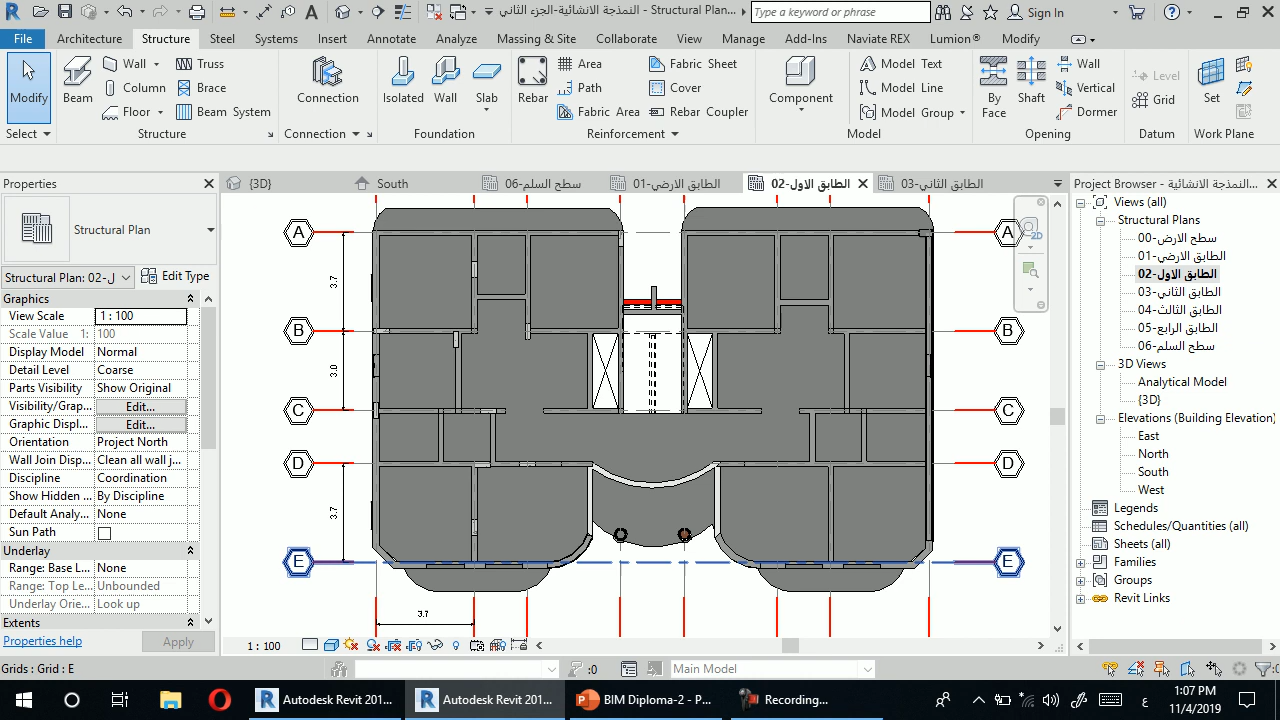 النمذجة الانشائية-الجزء الثاني - Structural Plan...
Type a keyword or phrase
Sign In
File Architecture Structure Steel Systems Insert Annotate Analyze Massing & Site Collaborate View Manage Add-Ins Naviate REX Lumion® Modify
Modify
Beam
Wall
Column
Floor
Truss
Brace
Beam System
Connection
Isolated
Wall
Slab
Rebar
Area
Path
Fabric Area
Fabric Sheet
Cover
Rebar Coupler
Component
Model Text
Model Line
Model Group
By Face
Shaft
Wall
Vertical
Dormer
Level
Grid
Set
Select Structure Connection Foundation Reinforcement Model Opening Datum Work Plane
Properties
{3D}
South
سطح السلم-06
الطابق الارضي-01
الطابق الاول-02
الطابق الثاني-03
Structural Plan
Structural Plan: ل-02
Edit Type
Graphics
View Scale 1 : 100
Scale Value 1: 100
Display Model Normal
Detail Level Coarse
Parts Visibility Show Original
Visibility/Grap... Edit...
Graphic Displ... Edit...
Orientation Project North
Wall Join Disp... Clean all wall j...
Discipline Coordination
Show Hidden ... By Discipline
Default Analy... None
Sun Path
Underlay
Range: Base L... None
Range: Top Le... Unbounded
Underlay Orie... Look up
Extents
Properties help
Apply
A A
3.7
B B
3.0
C C
D D
3.7
E E
3.7
2D
1 : 100
Project Browser - النمذجة الانشائية...
Views (all)
Structural Plans
سطح الارض-00
الطابق الارضي-01
الطابق الاول-02
الطابق الثاني-03
الطابق الثالث-04
الطابق الرابع-05
سطح السلم-06
3D Views
Analytical Model
{3D}
Elevations (Building Elevation)
East
North
South
West
Legends
Schedules/Quantities (all)
Sheets (all)
Families
Groups
Revit Links
Grids : Grid : E
:0
Main Model
:0
Autodesk Revit 201...
Autodesk Revit 201...
BIM Diploma-2 - P...
Recording...
ع
1:07 PM
11/4/2019